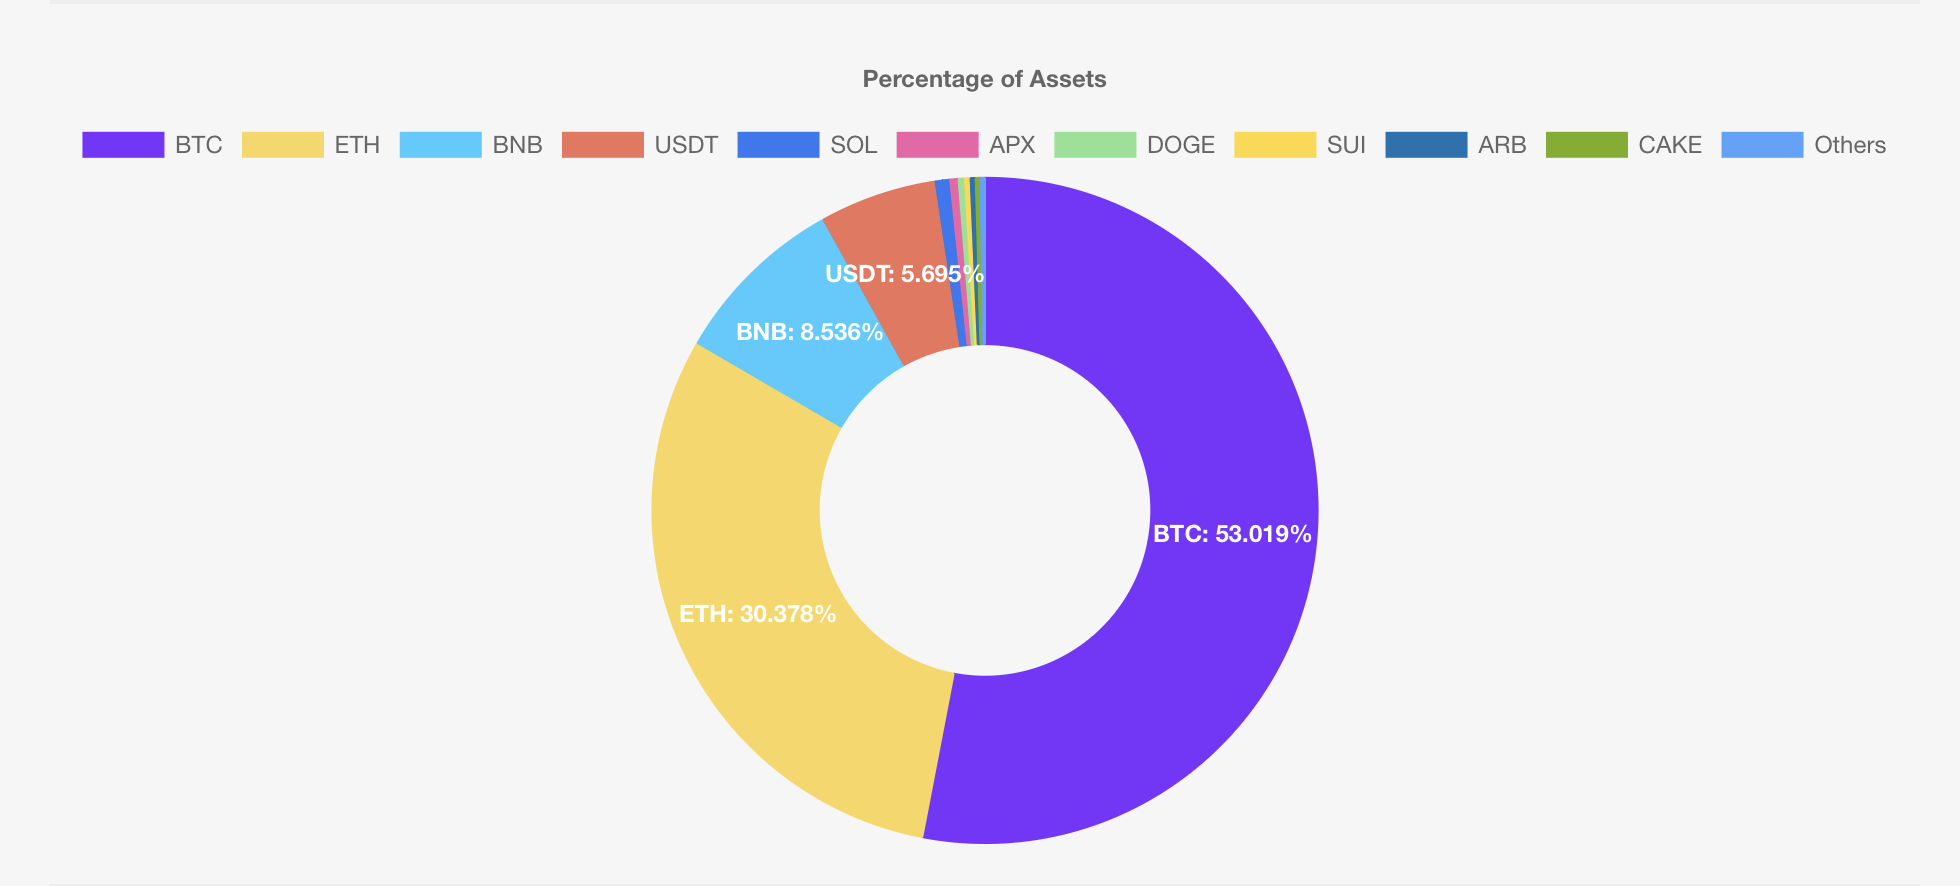 Percentage of Assets
BTC ETH BNB USDT SOL APX DOGE SUI ARB CAKE Others
USDT: 5.695%
BNB: 8.536%
BTC: 53.019%
ETH: 30.378%